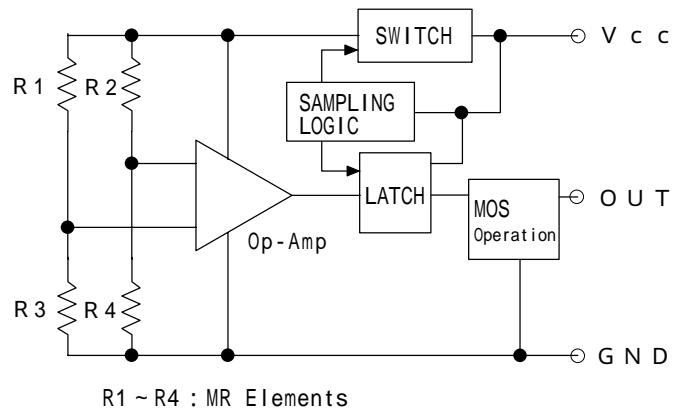 SWITCH
Vcc
R1
R2
SAMPLING
LOGIC
LATCH
MOS
Operation
OUT
Op-Amp
R3
R4
GND
R1~R4:MR Elements